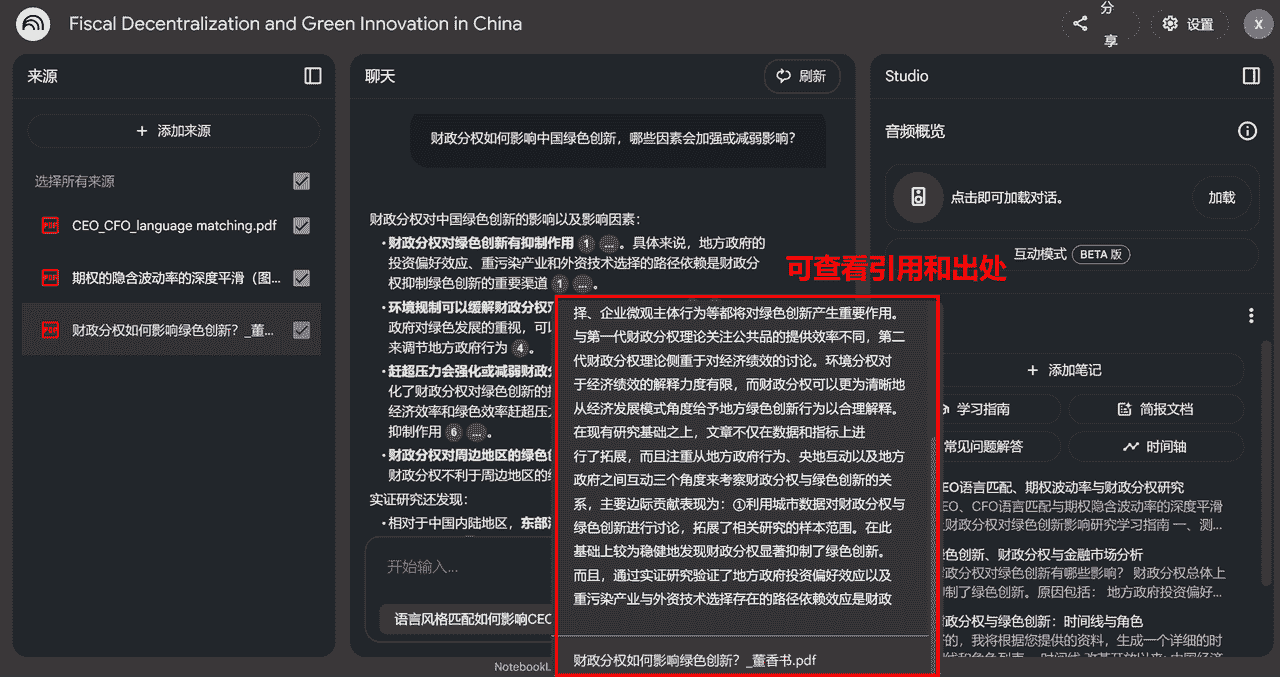 Fiscal Decentralization and Green Innovation in China
分享
设置
X
来源
添加来源
选择所有来源
CEO_CFO_language matching.pdf
期权的隐含波动率的深度平滑（图...
财政分权如何影响绿色创新？_董...
聊天
刷新
财政分权如何影响中国绿色创新，哪些因素会加强或减弱影响？
财政分权对中国绿色创新的影响以及影响因素：
•财政分权对绿色创新有抑制作用 1 ... 。具体来说，地方政府的
投资偏好效应、重污染产业和外资技术选择的路径依赖是财政分
权抑制绿色创新的重要渠道 1 ... 。
•环境规制可以缓解财政分权
政府对绿色发展的重视，可
来调节地方政府行为 4 。
•赶超压力会强化或减弱财政分
化了财政分权对绿色创新的
经济效率和绿色效率赶超压
抑制作用 6 ... 。
•财政分权对周边地区的绿色
财政分权不利于周边地区的
实证研究还发现：
•相对于中国内陆地区，东部
开始输入...
语言风格匹配如何影响CEO
NotebookL
可查看引用和出处
择、企业微观主体行为等都将对绿色创新产生重要作用。
与第一代财政分权理论关注公共品的提供效率不同，第二
代财政分权理论侧重于对经济绩效的讨论。环境分权对
于经济绩效的解释力度有限，而财政分权可以更为清晰地
从经济发展模式角度给予地方绿色创新行为以合理解释。
在现有研究基础之上，文章不仅在数据和指标上进
行了拓展，而且注重从地方政府行为、央地互动以及地方
政府之间互动三个角度来考察财政分权与绿色创新的关
系，主要边际贡献表现为：①利用城市数据对财政分权与
绿色创新进行讨论，拓展了相关研究的样本范围。在此
基础上较为稳健地发现财政分权显著抑制了绿色创新。
而且，通过实证研究验证了地方政府投资偏好效应以及
重污染产业与外资技术选择存在的路径依赖效应是财政
财政分权如何影响绿色创新？_董香书.pdf
Studio
音频概览
点击即可加载对话。
加载
互动模式 BETA 版
添加笔记
学习指南
简报文档
常见问题解答
时间轴
EO语言匹配、期权波动率与财政分权研究
EO、CFO语言匹配与期权隐含波动率的深度平滑
财政分权对绿色创新影响研究学习指南 一、测...
色创新、财政分权与金融市场分析
政分权对绿色创新有哪些影响？ 财政分权总体上
制了绿色创新。原因包括： 地方政府投资偏好...
政分权与绿色创新：时间线与角色
的，我将根据您提供的资料，生成一个详细的时